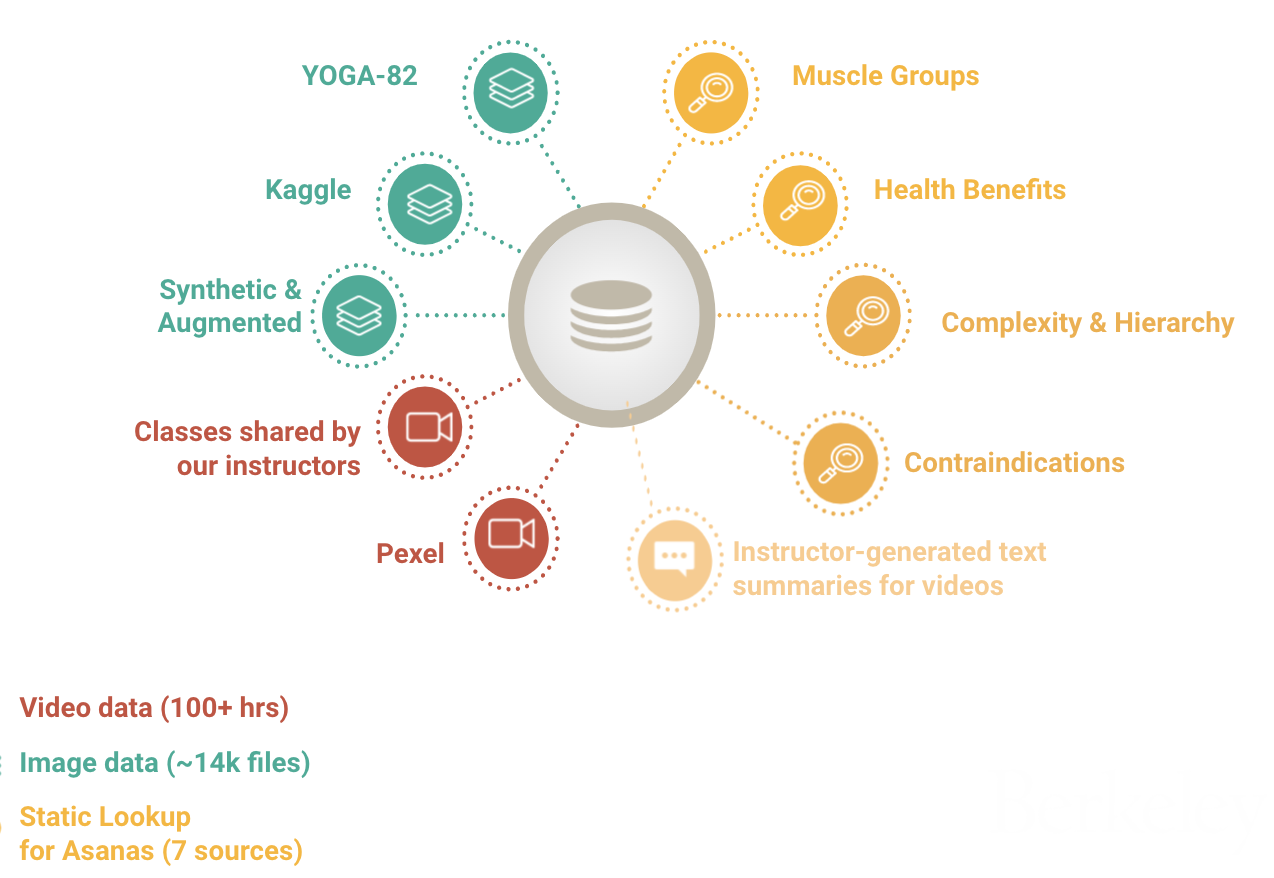 YOGA-82
Muscle Groups
Kaggle
Health Benefits
Synthetic &
Augmented
Complexity & Hierarchy
Classes shared by
our instructors
Contraindications
Pexel
Instructor-generated text
summaries for videos
Video data (100+ hrs)
Image data (~14k files)
Static Lookup
for Asanas (7 sources)